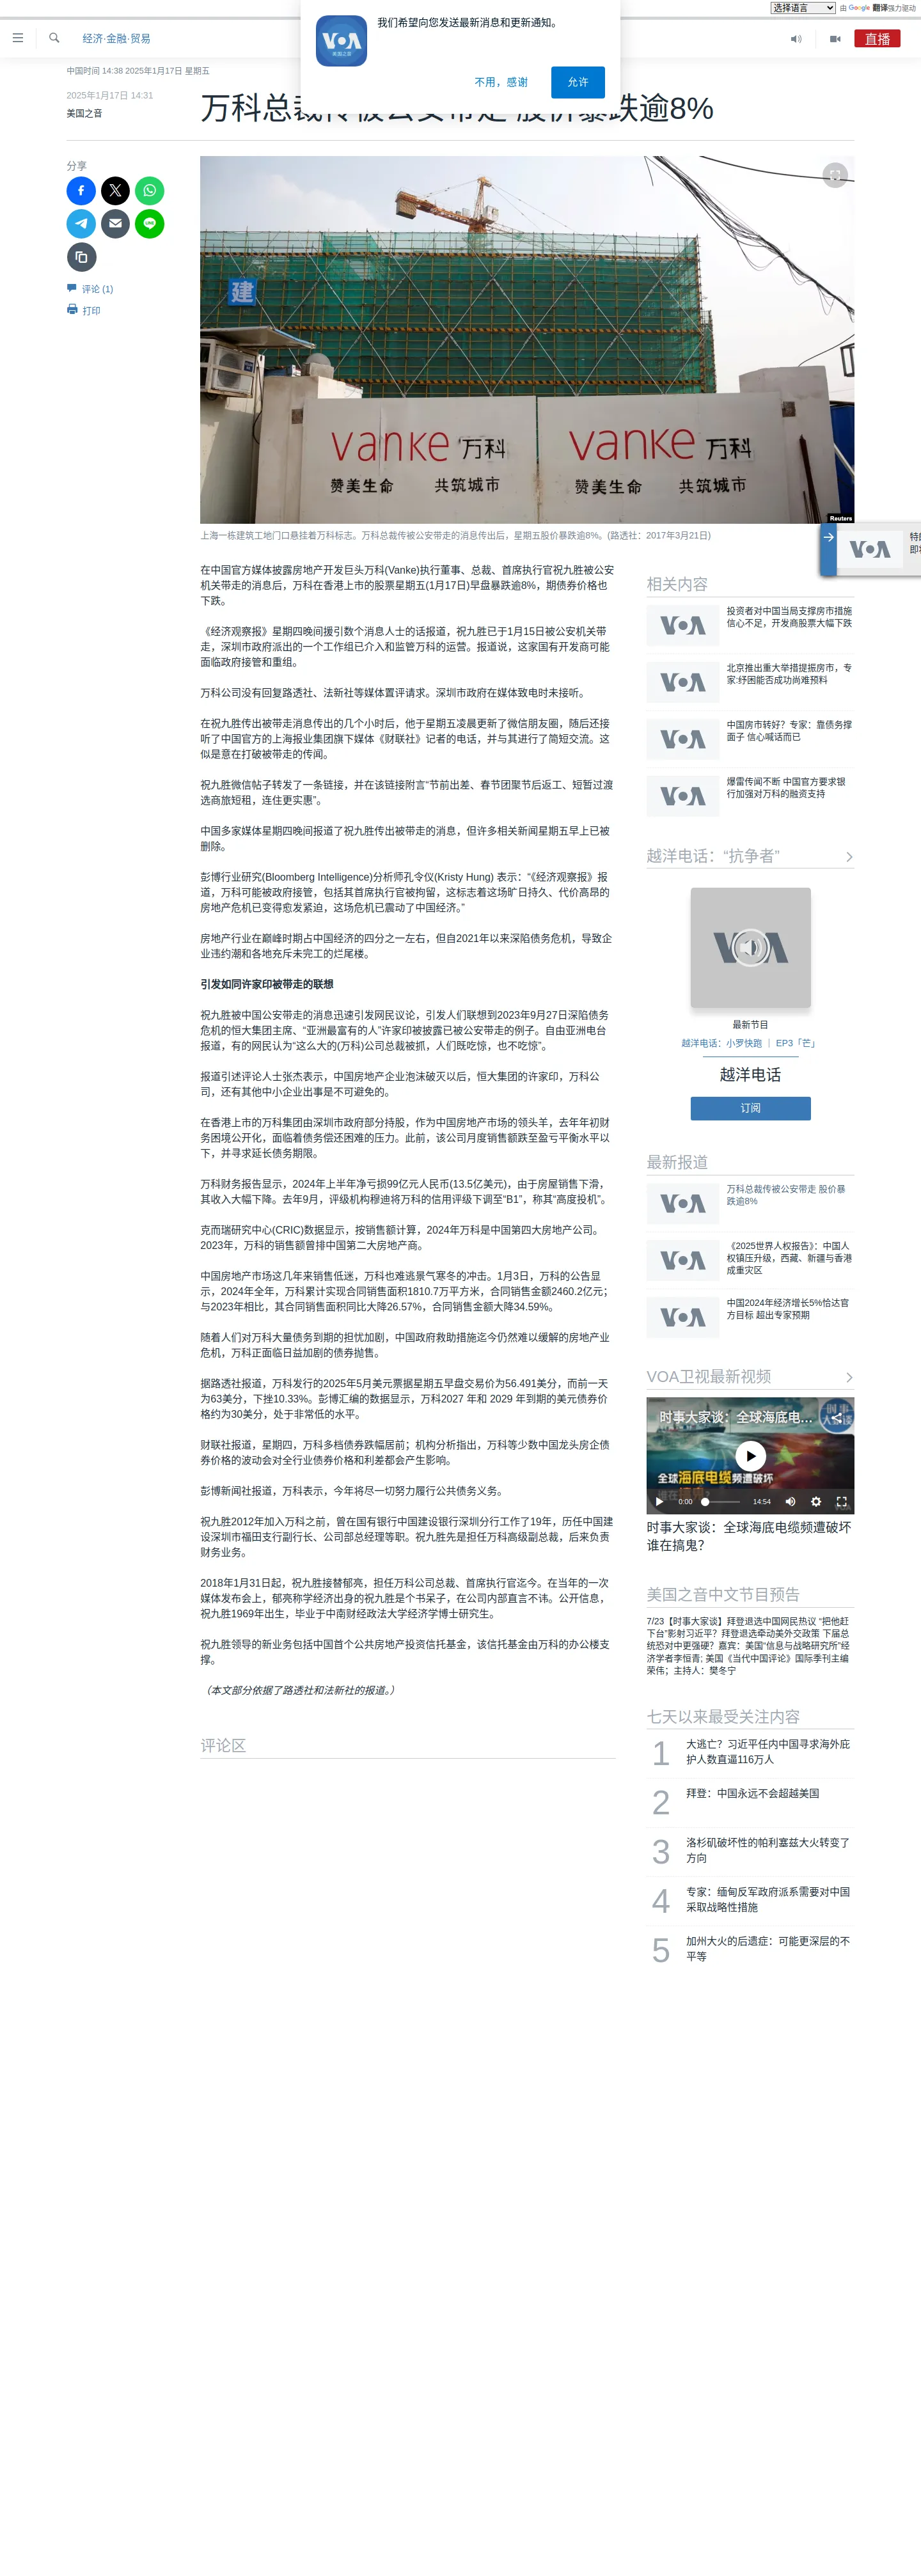 选择语言
由 Google 翻译强力驱动
我们希望向您发送最新消息和更新通知。
VOA
美国之音
不用，感谢
允许
经济·金融·贸易
直播
中国时间 14:38 2025年1月17日 星期五
2025年1月17日 14:31
美国之音
万科总裁传被公安带走 股价暴跌逾8%
分享
评论 (1)
打印
建
vanke 万科
赞美生命 共筑城市
vanke 万科
赞美生命 共筑城市
Reuters
上海一栋建筑工地门口悬挂着万科标志。万科总裁传被公安带走的消息传出后，星期五股价暴跌逾8%。(路透社：2017年3月21日)
在中国官方媒体披露房地产开发巨头万科(Vanke)执行董事、总裁、首席执行官祝九胜被公安
机关带走的消息后，万科在香港上市的股票星期五(1月17日)早盘暴跌逾8%，期债券价格也
下跌。
《经济观察报》星期四晚间援引数个消息人士的话报道，祝九胜已于1月15日被公安机关带
走，深圳市政府派出的一个工作组已介入和监管万科的运营。报道说，这家国有开发商可能
面临政府接管和重组。
万科公司没有回复路透社、法新社等媒体置评请求。深圳市政府在媒体致电时未接听。
在祝九胜传出被带走消息传出的几个小时后，他于星期五凌晨更新了微信朋友圈，随后还接
听了中国官方的上海报业集团旗下媒体《财联社》记者的电话，并与其进行了简短交流。这
似是意在打破被带走的传闻。
祝九胜微信帖子转发了一条链接，并在该链接附言“节前出差、春节团聚节后返工、短暂过渡
选商旅短租，连住更实惠”。
中国多家媒体星期四晚间报道了祝九胜传出被带走的消息，但许多相关新闻星期五早上已被
删除。
彭博行业研究(Bloomberg Intelligence)分析师孔令仪(Kristy Hung) 表示：“《经济观察报》报
道，万科可能被政府接管，包括其首席执行官被拘留，这标志着这场旷日持久、代价高昂的
房地产危机已变得愈发紧迫，这场危机已震动了中国经济。”
房地产行业在巅峰时期占中国经济的四分之一左右，但自2021年以来深陷债务危机，导致企
业违约潮和各地充斥未完工的烂尾楼。
引发如同许家印被带走的联想
祝九胜被中国公安带走的消息迅速引发网民议论，引发人们联想到2023年9月27日深陷债务
危机的恒大集团主席、“亚洲最富有的人”许家印被披露已被公安带走的例子。自由亚洲电台
报道，有的网民认为“这么大的(万科)公司总裁被抓，人们既吃惊，也不吃惊”。
报道引述评论人士张杰表示，中国房地产企业泡沫破灭以后，恒大集团的许家印，万科公
司，还有其他中小企业出事是不可避免的。
在香港上市的万科集团由深圳市政府部分持股，作为中国房地产市场的领头羊，去年年初财
务困境公开化，面临着债务偿还困难的压力。此前，该公司月度销售额跌至盈亏平衡水平以
下，并寻求延长债务期限。
万科财务报告显示，2024年上半年净亏损99亿元人民币(13.5亿美元)，由于房屋销售下滑，
其收入大幅下降。去年9月，评级机构穆迪将万科的信用评级下调至“B1”，称其“高度投机”。
克而瑞研究中心(CRIC)数据显示，按销售额计算，2024年万科是中国第四大房地产公司。
2023年，万科的销售额曾排中国第二大房地产商。
中国房地产市场这几年来销售低迷，万科也难逃景气寒冬的冲击。1月3日，万科的公告显
示，2024年全年，万科累计实现合同销售面积1810.7万平方米，合同销售金额2460.2亿元；
与2023年相比，其合同销售面积同比大降26.57%，合同销售金额大降34.59%。
随着人们对万科大量债务到期的担忧加剧，中国政府救助措施迄今仍然难以缓解的房地产业
危机，万科正面临日益加剧的债券抛售。
据路透社报道，万科发行的2025年5月美元票据星期五早盘交易价为56.491美分，而前一天
为63美分，下挫10.33%。彭博汇编的数据显示，万科2027 年和 2029 年到期的美元债券价
格约为30美分，处于非常低的水平。
财联社报道，星期四，万科多档债券跌幅居前；机构分析指出，万科等少数中国龙头房企债
券价格的波动会对全行业债券价格和利差都会产生影响。
彭博新闻社报道，万科表示，今年将尽一切努力履行公共债务义务。
祝九胜2012年加入万科之前，曾在国有银行中国建设银行深圳分行工作了19年，历任中国建
设深圳市福田支行副行长、公司部总经理等职。祝九胜先是担任万科高级副总裁，后来负责
财务业务。
2018年1月31日起，祝九胜接替郁亮，担任万科公司总裁、首席执行官迄今。在当年的一次
媒体发布会上，郁亮称学经济出身的祝九胜是个书呆子，在公司内部直言不讳。公开信息，
祝九胜1969年出生，毕业于中南财经政法大学经济学博士研究生。
祝九胜领导的新业务包括中国首个公共房地产投资信托基金，该信托基金由万科的办公楼支
撑。
（本文部分依据了路透社和法新社的报道。）
评论区
相关内容
投资者对中国当局支撑房市措施
信心不足，开发商股票大幅下跌
北京推出重大举措提振房市，专
家:纾困能否成功尚难预料
中国房市转好？专家：靠债务撑
面子 信心喊话而已
爆雷传闻不断 中国官方要求银
行加强对万科的融资支持
越洋电话：“抗争者”
最新节目
越洋电话：小罗快跑 ｜ EP3「芒」
越洋电话
订阅
最新报道
万科总裁传被公安带走 股价暴
跌逾8%
《2025世界人权报告》：中国人
权镇压升级，西藏、新疆与香港
成重灾区
中国2024年经济增长5%恰达官
方目标 超出专家预期
VOA卫视最新视频
时事大家谈：全球海底电...
全球海底电缆频遭破坏
0:00
14:54
时事大家谈：全球海底电缆频遭破坏
谁在搞鬼？
美国之音中文节目预告
7/23【时事大家谈】拜登退选中国网民热议 “把他赶
下台”影射习近平？拜登退选牵动美外交政策 下届总
统恐对中更强硬？嘉宾：美国“信息与战略研究所”经
济学者李恒青; 美国《当代中国评论》国际季刊主编
荣伟；主持人：樊冬宁
七天以来最受关注内容
1
大逃亡？习近平任内中国寻求海外庇
护人数直逼116万人
2
拜登：中国永远不会超越美国
3
洛杉矶破坏性的帕利塞兹大火转变了
方向
4
专家：缅甸反军政府派系需要对中国
采取战略性措施
5
加州大火的后遗症：可能更深层的不
平等